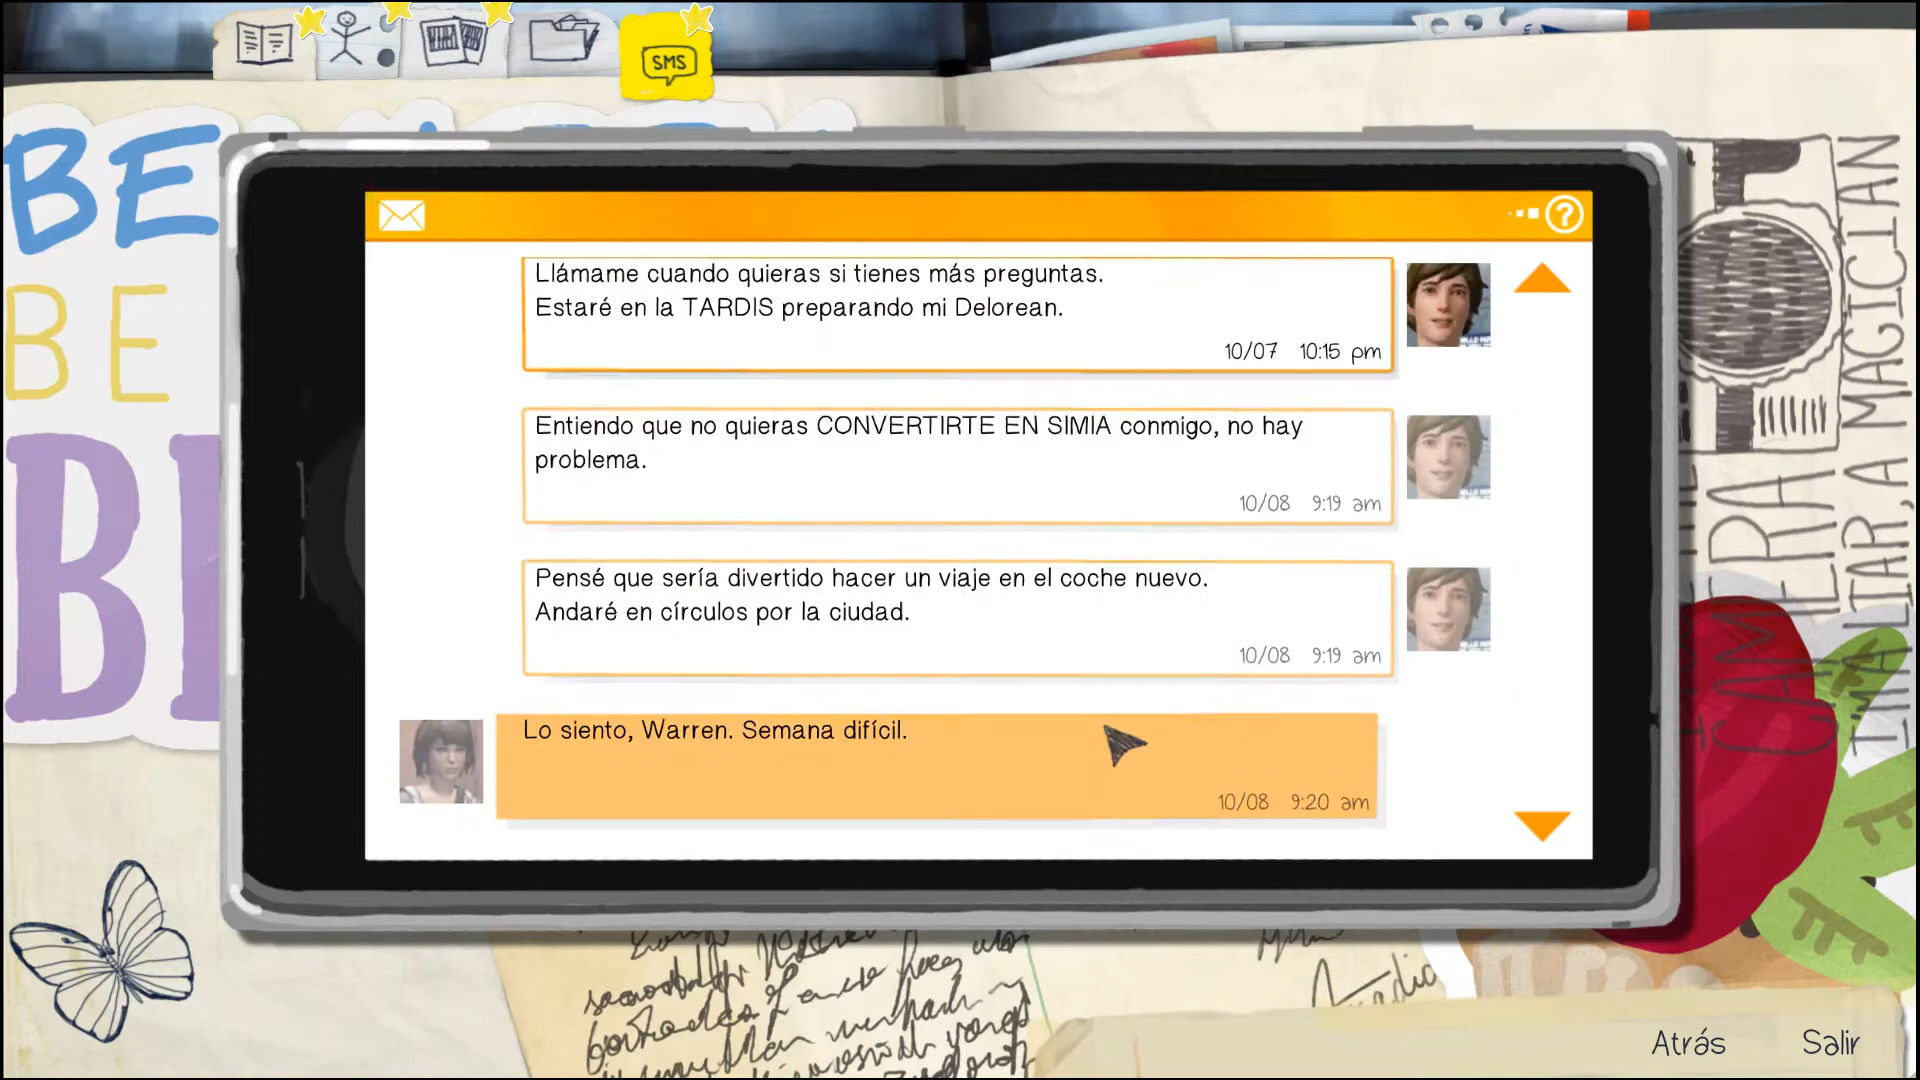 SMS
BE
BE
Llámame cuando quieras si tienes más preguntas.
Estaré en la TARDIS preparando mi Delorean.
10/07 10:15 pm
Entiendo que no quieras CONVERTIRTE EN SIMIA conmigo, no hay
problema.
10/08 9:19 am
Pensé que sería divertido hacer un viaje en el coche nuevo.
Andaré en círculos por la ciudad.
10/08 9:19 am
Lo siento, Warren. Semana difícil.
10/08 9:20 am
A MAGICIAN
Atrás Salir